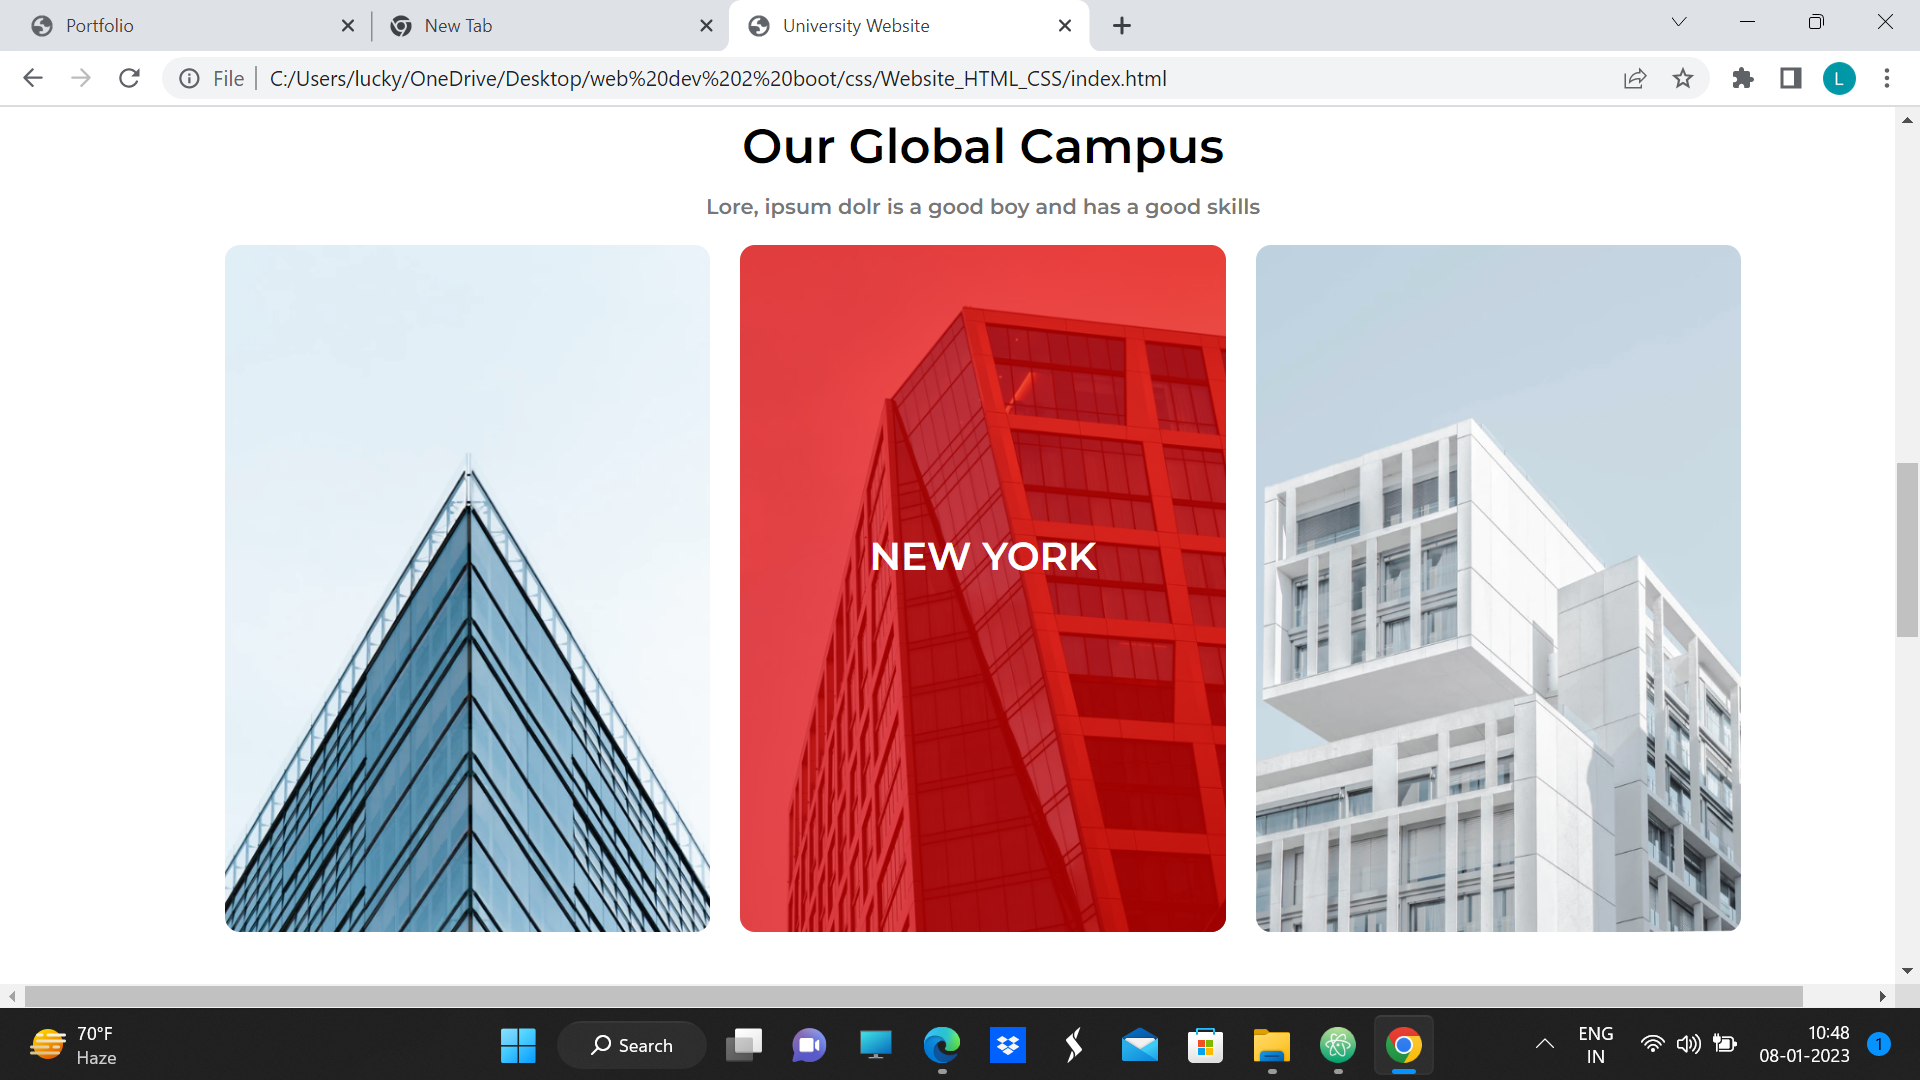 Portfolio
New Tab
University Website
File
C:/Users/lucky/OneDrive/Desktop/web%20dev%202%20boot/css/Website_HTML_CSS/index.html
L
Our Global Campus
Lore, ipsum dolr is a good boy and has a good skills
NEW YORK
70°F
Haze
Search
ENG
IN
10:48
08-01-2023
1